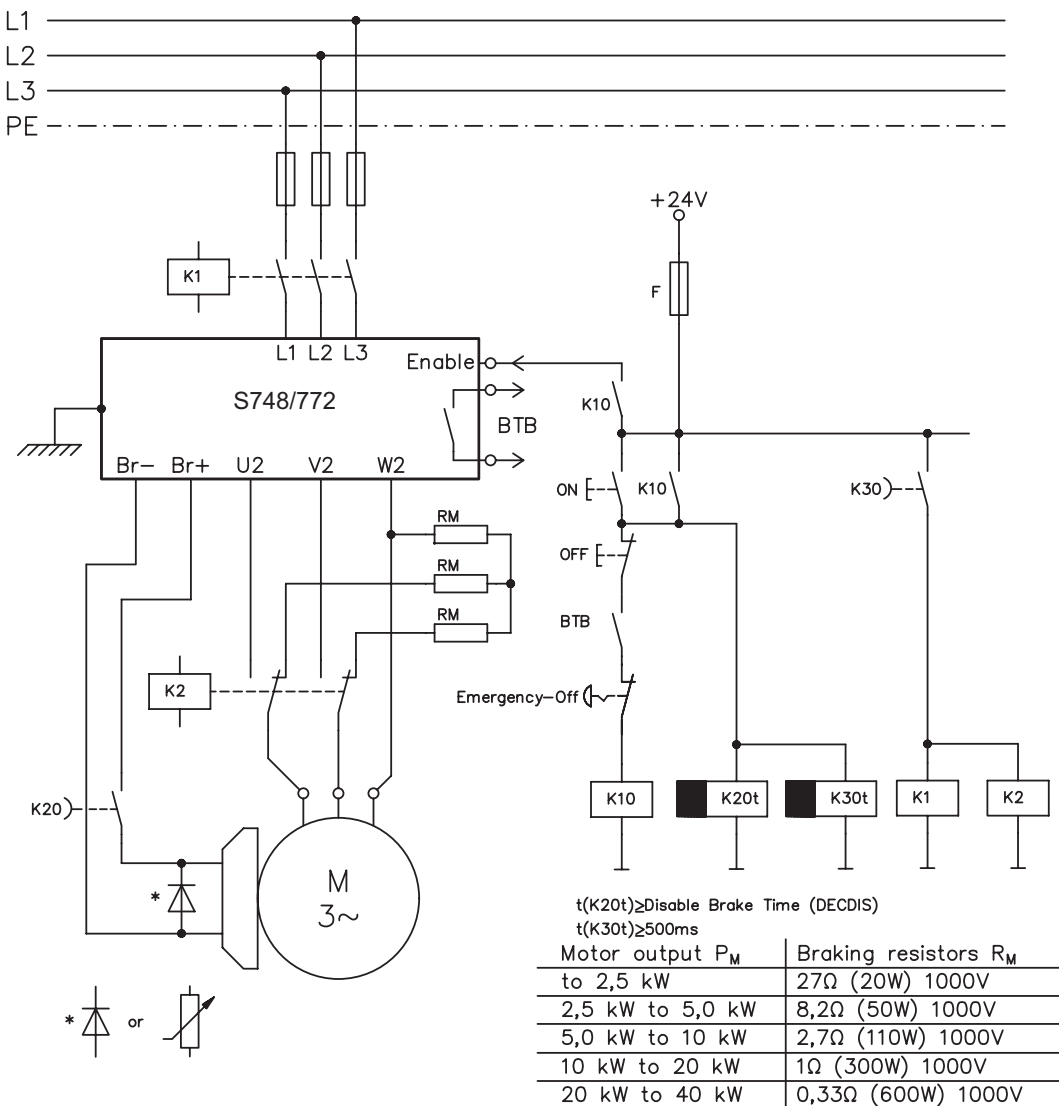 L1
L2
L3
PE
+24V
K1
F
L1 L2 L3
Enable
S748/772
K10
BTB
Br- Br+ U2 V2 W2
ON
K10
K30
RM
OFF
RM
BTB
RM
K2
Emergency-Off
K10
K20t
K30t
K1
K2
K20
M
3~
*
t(K20t)≥Disable Brake Time (DECDIS)
t(K30t)≥500ms
Motor output PM Braking resistors RM
to 2,5 kW 27Ω (20W) 1000V
2,5 kW to 5,0 kW 8,2Ω (50W) 1000V
5,0 kW to 10 kW 2,7Ω (110W) 1000V
10 kW to 20 kW 1Ω (300W) 1000V
20 kW to 40 kW 0,33Ω (600W) 1000V
* or